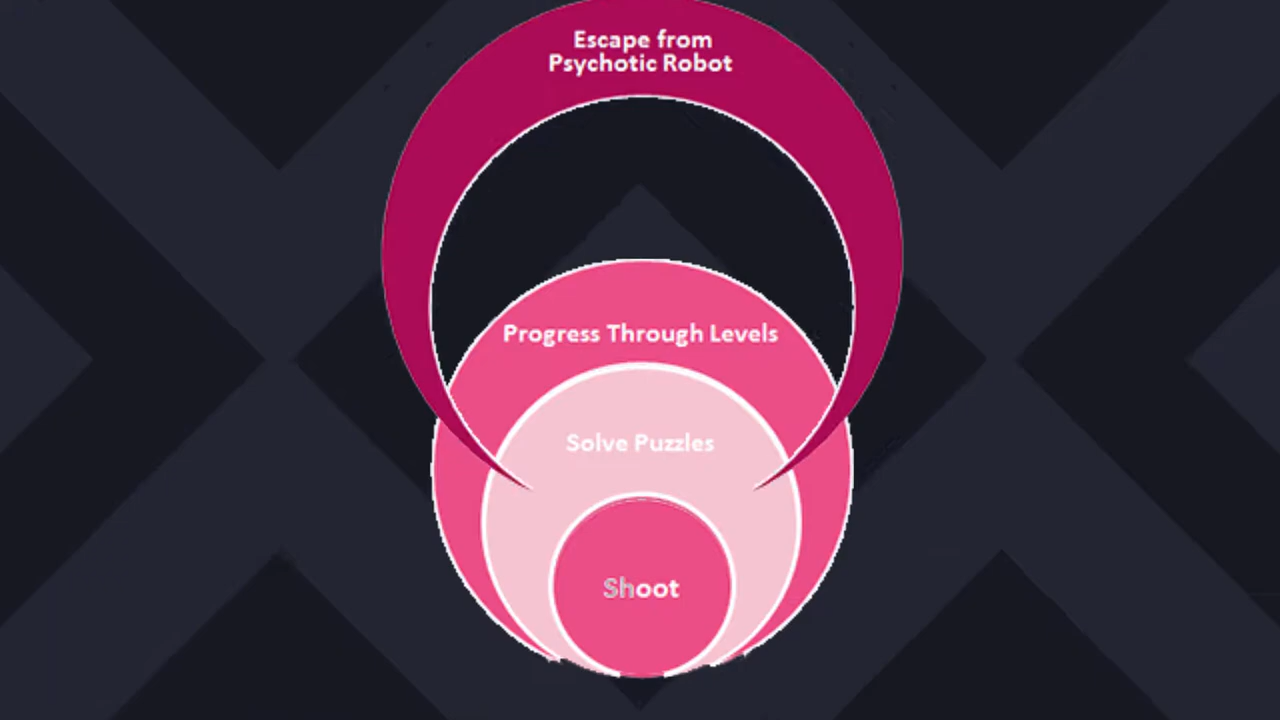 Escape from
Psychotic Robot
Progress Through Levels
Solve Puzzles
Shoot